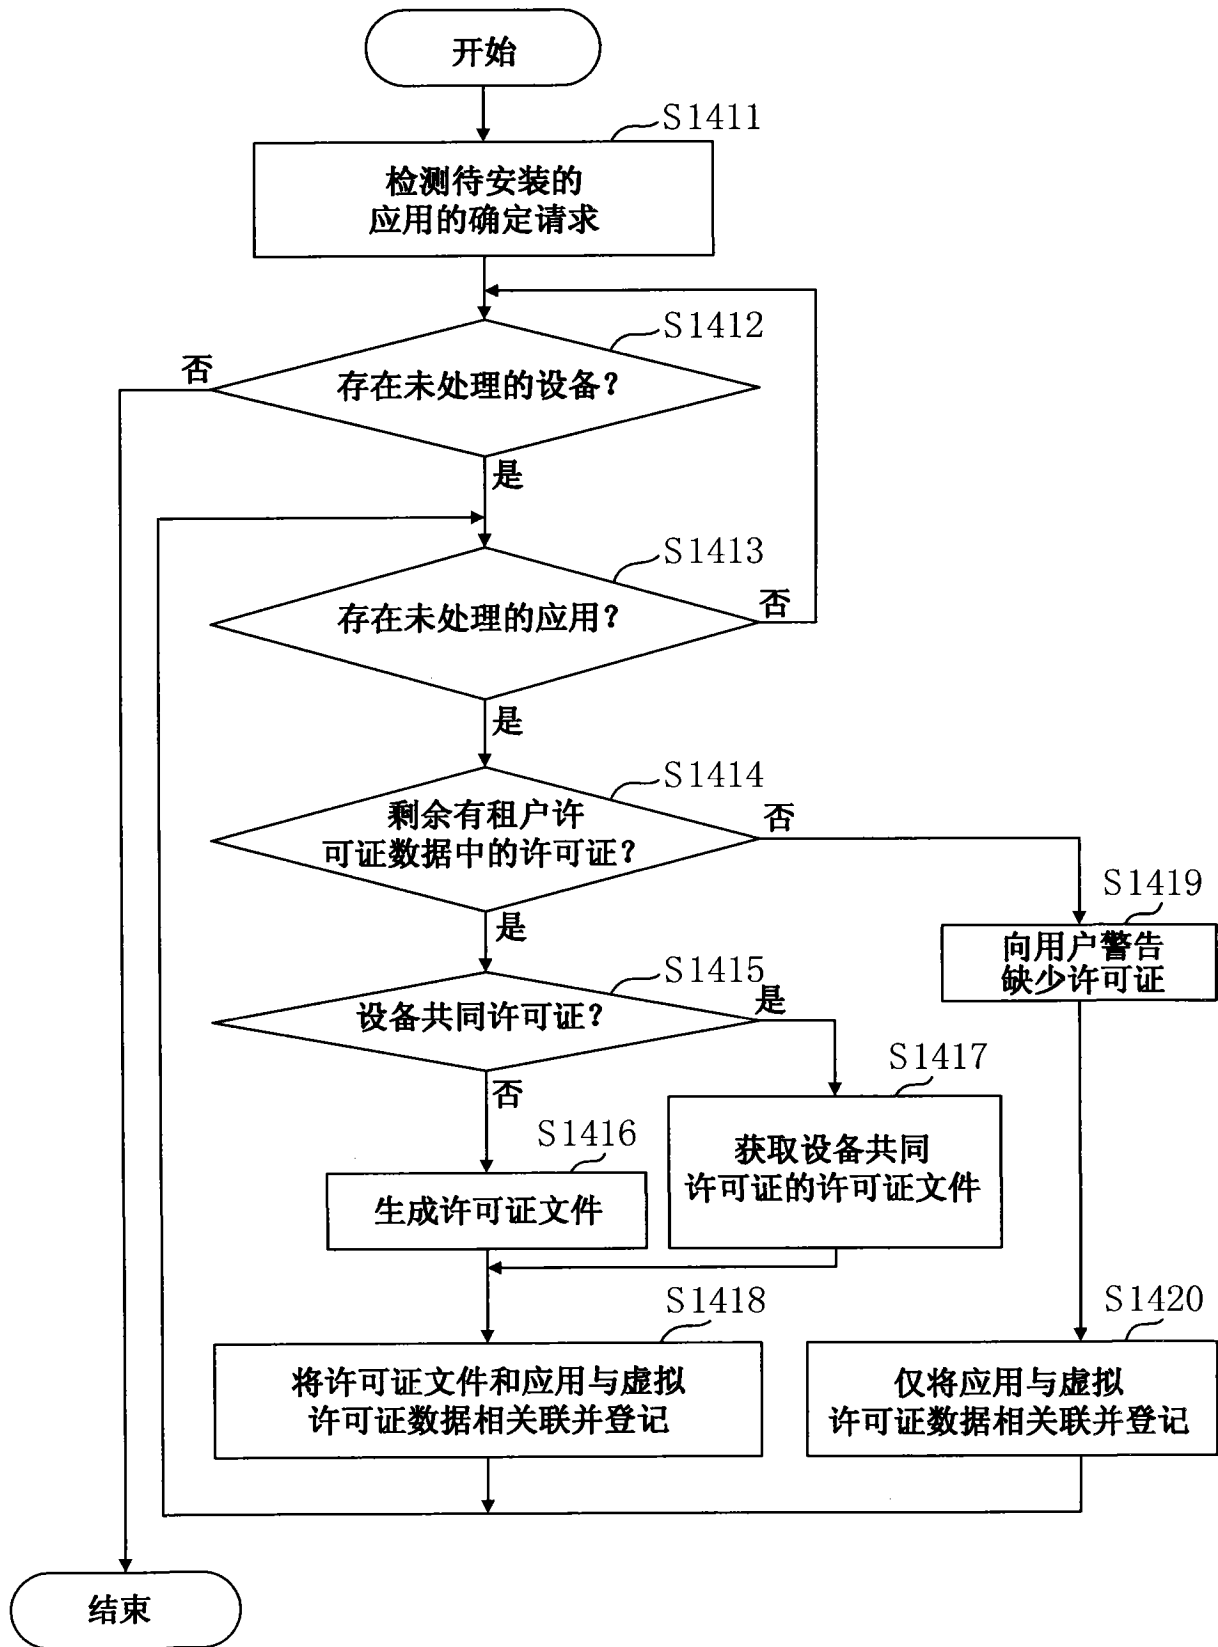 开始
S1411
检测待安装的
应用的确定请求
S1412
否
存在未处理的设备?
是
S1413
存在未处理的应用?
否
是
S1414
剩余有租户许
可证数据中的许可证?
否
是
S1419
向用户警告
缺少许可证
S1415
设备共同许可证?
是
否
S1417
获取设备共同
许可证的许可证文件
S1416
生成许可证文件
S1418
将许可证文件和应用与虚拟
许可证数据相关联并登记
S1420
仅将应用与虚拟
许可证数据相关联并登记
结束